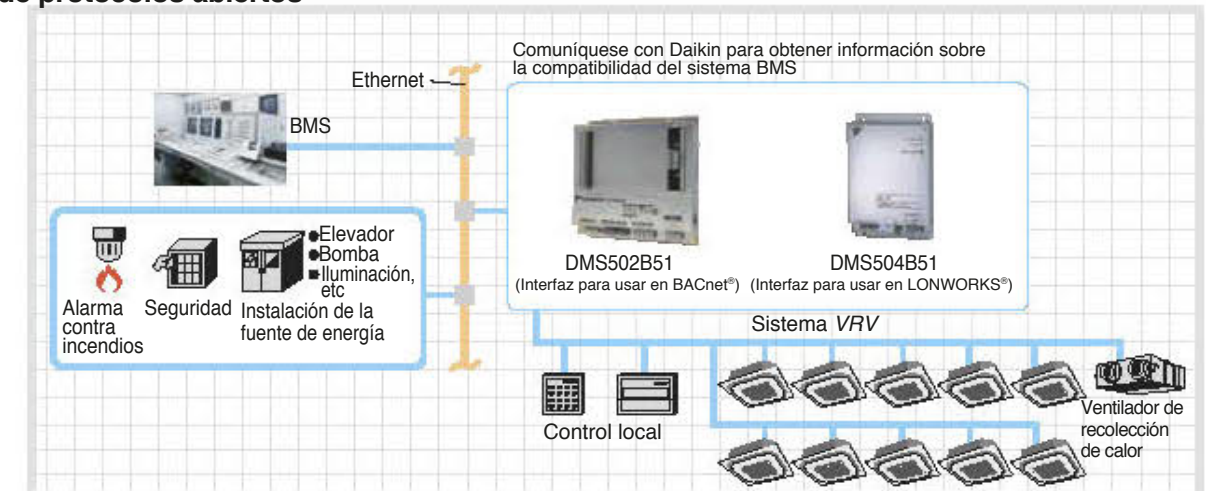 de protocolos abiertos
Comuníquese con Daikin para obtener información sobre
la compatibilidad del sistema BMS
Ethernet
BMS
DMS502B51
(Interfaz para usar en BACnet®)
DMS504B51
(Interfaz para usar en LONWORKS®)
Elevador
Bomba
Iluminación,
etc
Alarma
contra
incendios
Seguridad
Instalación de la
fuente de energía
Sistema VRV
Control local
Ventilador de
recolección
de calor